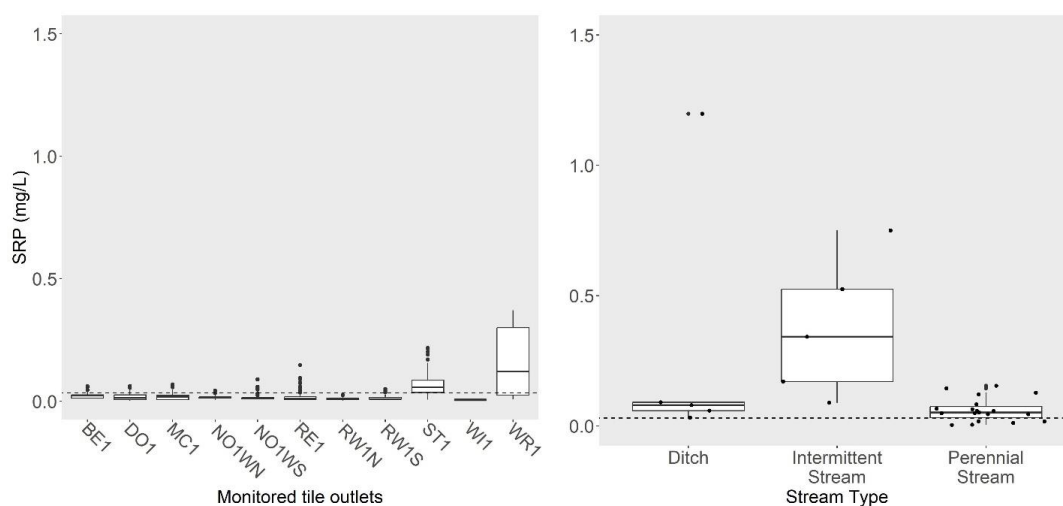 1.5
1.0
0.5
0.0
SRP (mg/L)
BE1
DO1
MC1
NO1WN
NO1WS
RE1
RW1N
RW1S
ST1
WI1
WR1
Monitored tile outlets
1.5
1.0
0.5
0.0
Ditch
Intermittent
Stream
Perennial
Stream
Stream Type